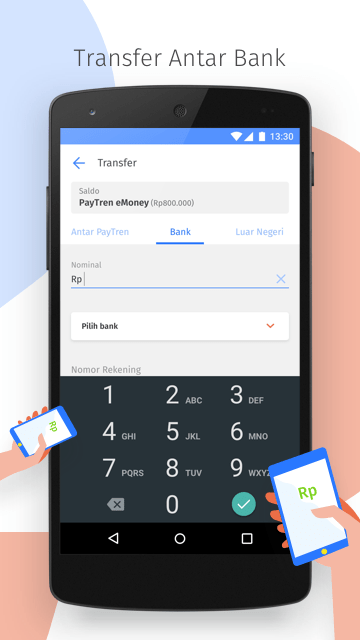 Transfer Antar Bank
13:30
Transfer
Saldo
PayTren eMoney (Rp800.000)
Antar PayTren Bank Luar Negeri
Nominal
Rp
Pilih bank
Nomor Rekening
1 2 ABC 3 DEF
4 GHI 5 JKL 6 MNO
7 PQRS 8 TUV 9 WXYZ
0
Rp
Rp